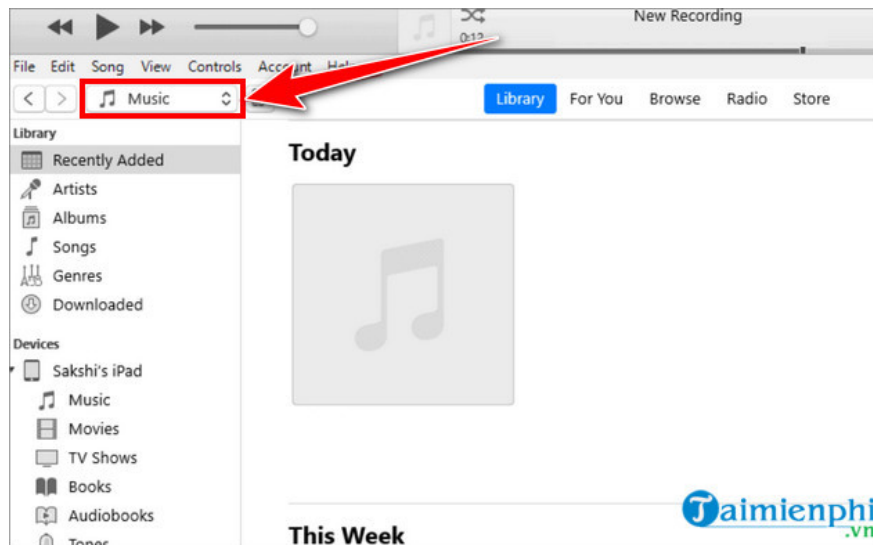 New Recording
0:12
File Edit Song View Controls Account Help
Music
Library For You Browse Radio Store
Library
Recently Added
Artists
Albums
Songs
Genres
Downloaded
Devices
Sakshi's iPad
Music
Movies
TV Shows
Books
Audiobooks
Tones
Today
This Week
Taimienphi
.vn